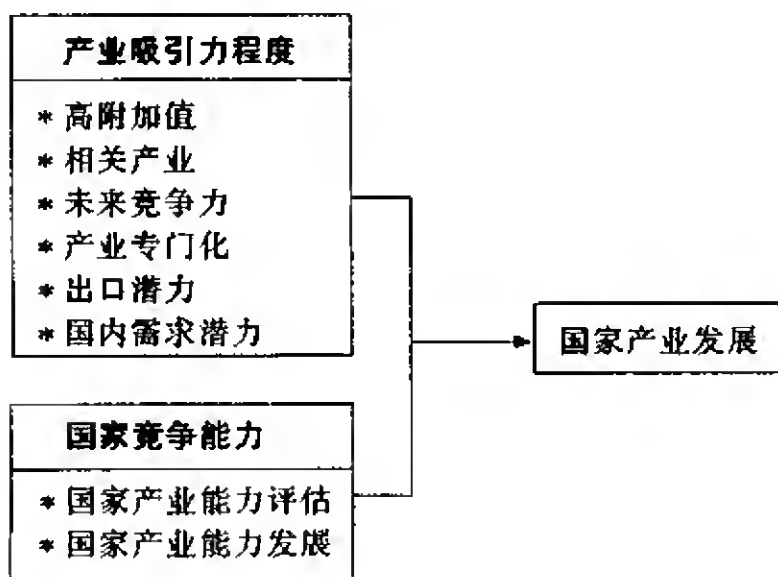 产业吸引力程度
* 高附加值
* 相关产业
* 未来竞争力
* 产业专门化
* 出口潜力
* 国内需求潜力
国家产业发展
国家竞争能力
* 国家产业能力评估
* 国家产业能力发展